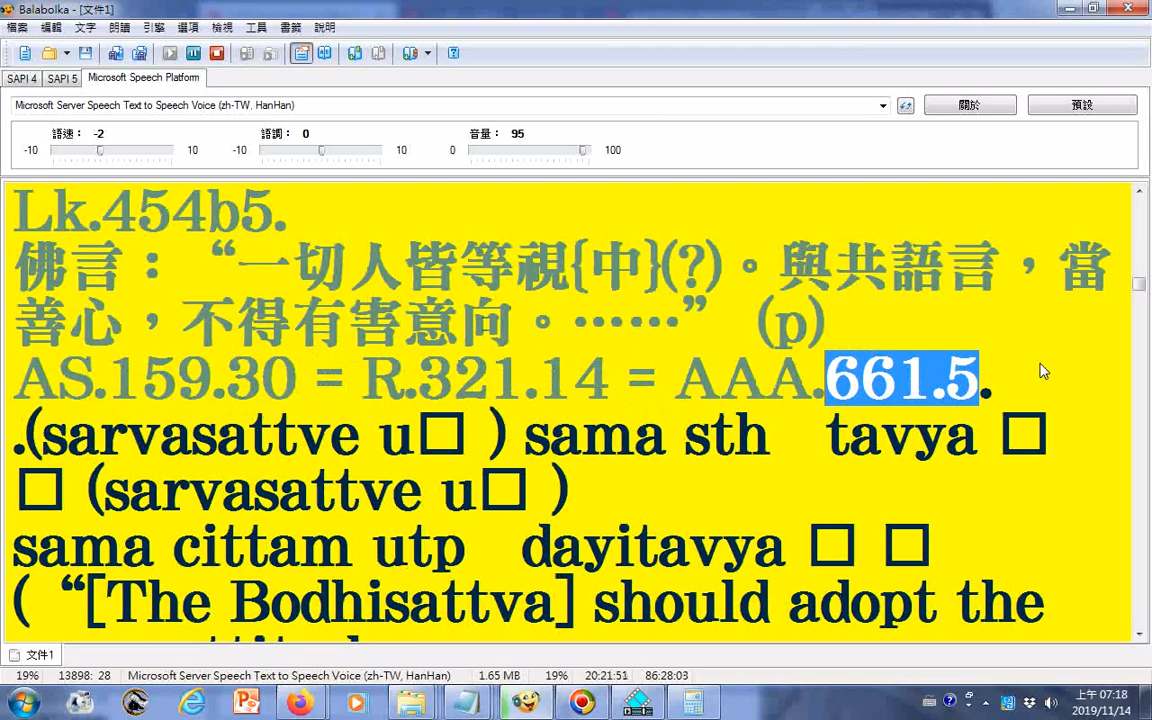 Balabolka - [文件1]
檔案 編輯 文字 朗讀 引擎 選項 檢視 工具 書籤 說明
SAPI 4 SAPI 5 Microsoft Speech Platform
Microsoft Server Speech Text to Speech Voice (zh-TW, HanHan) 關於 預設
語速： -2 語調： 0 音量： 95
-10 10 -10 10 0 100
Lk.454b5.
佛言：“一切人皆等視{中}(?)。與共語言，當
善心，不得有害意向。……” (p)
AS.159.30 = R.321.14 = AAA.661.5.
.(sarvasattve u□ ) sama sth tavya □
□ (sarvasattve u□ )
sama cittam utp dayitavya □ □
( “[The Bodhisattva] should adopt the
文件1
19% 13898: 28 Microsoft Server Speech Text to Speech Voice (zh-TW, HanHan) 1.65 MB 19% 20:21:51 86:28:03
上午 07:18
2019/11/14